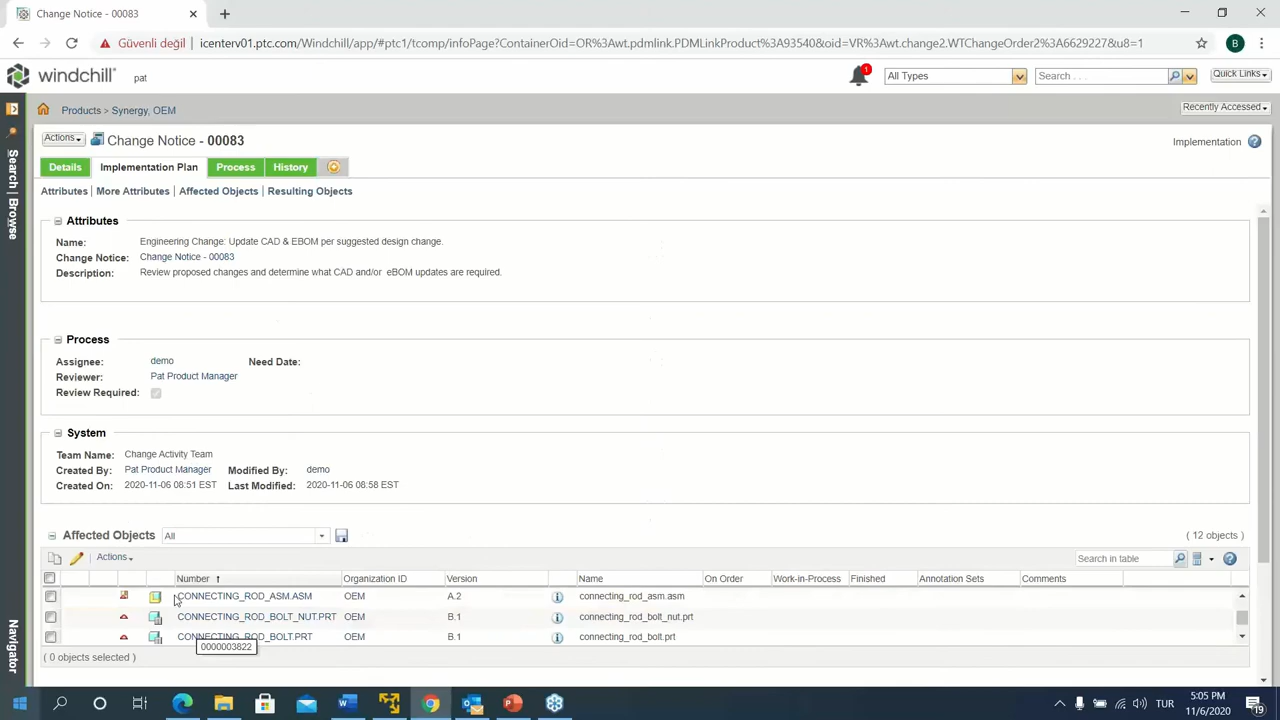 Change Notice - 00083
Güvenli değil
icenterv01.ptc.com/Windchill/app/#ptc1/tcomp/infoPage?ContainerOid=OR%3Awt.pdmlink.PDMLinkProduct%3A93540&oid=VR%3Awt.change2.WTChangeOrder2%3A6629227&u8=1
B
windchill
pat
1
All Types
Search . . .
Quick Links
Products > Synergy, OEM
Recently Accessed
Actions
Change Notice - 00083
Implementation
Details
Implementation Plan
Process
History
Attributes | More Attributes | Affected Objects | Resulting Objects
Search | Browse
Navigator
Attributes
Name: Engineering Change: Update CAD & EBOM per suggested design change.
Change Notice: Change Notice - 00083
Description: Review proposed changes and determine what CAD and/or eBOM updates are required.
Process
Assignee: demo Need Date:
Reviewer: Pat Product Manager
Review Required:
System
Team Name: Change Activity Team
Created By: Pat Product Manager Modified By: demo
Created On: 2020-11-06 08:51 EST Last Modified: 2020-11-06 08:58 EST
Affected Objects All ( 12 objects )
Actions Search in table
Number Organization ID Version Name On Order Work-in-Process Finished Annotation Sets Comments
CONNECTING_ROD_ASM.ASM OEM A.2 connecting_rod_asm.asm
CONNECTING_ROD_BOLT_NUT.PRT OEM B.1 connecting_rod_bolt_nut.prt
CONNECTING_ROD_BOLT.PRT OEM B.1 connecting_rod_bolt.prt
0000003822
( 0 objects selected )
TUR
5:05 PM
11/6/2020
19